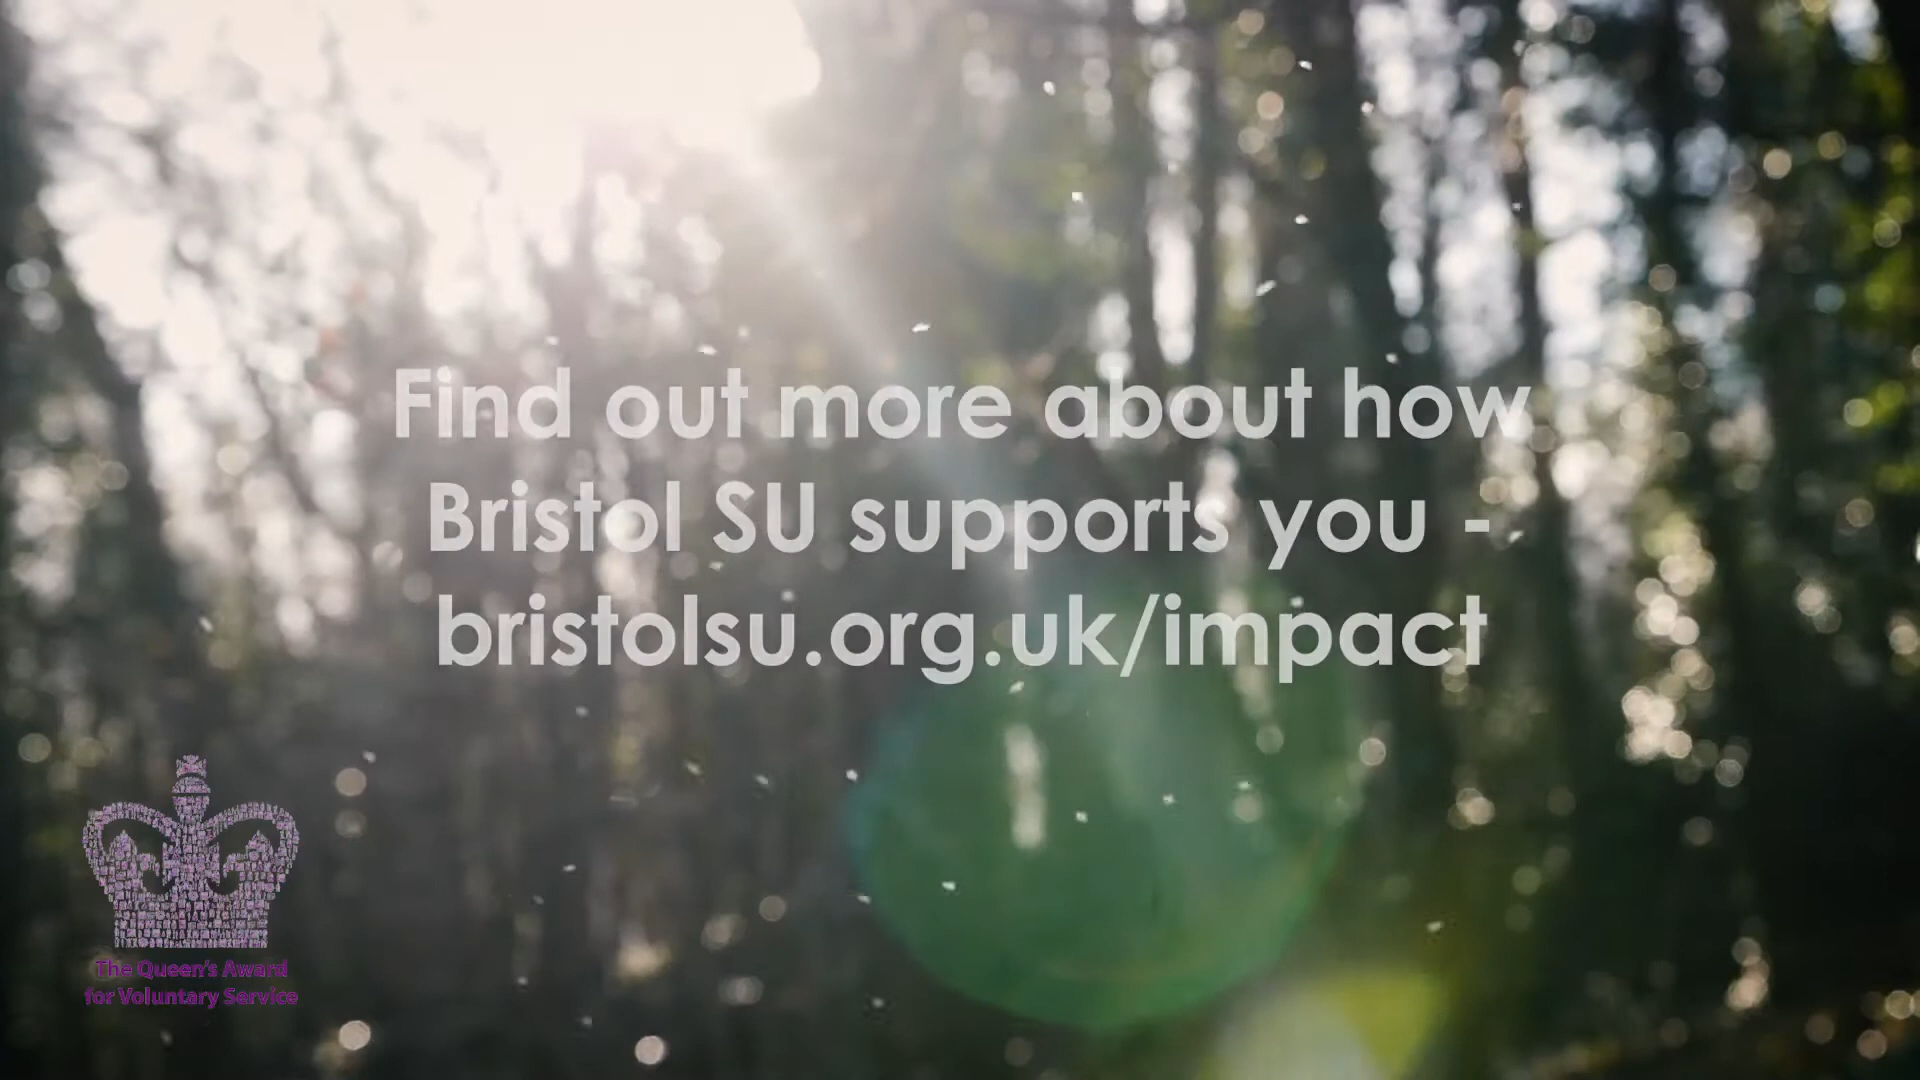 Find out more about how
Bristol SU supports you -
bristolsu.org.uk/impact
The Queen's Award
for Voluntary Service